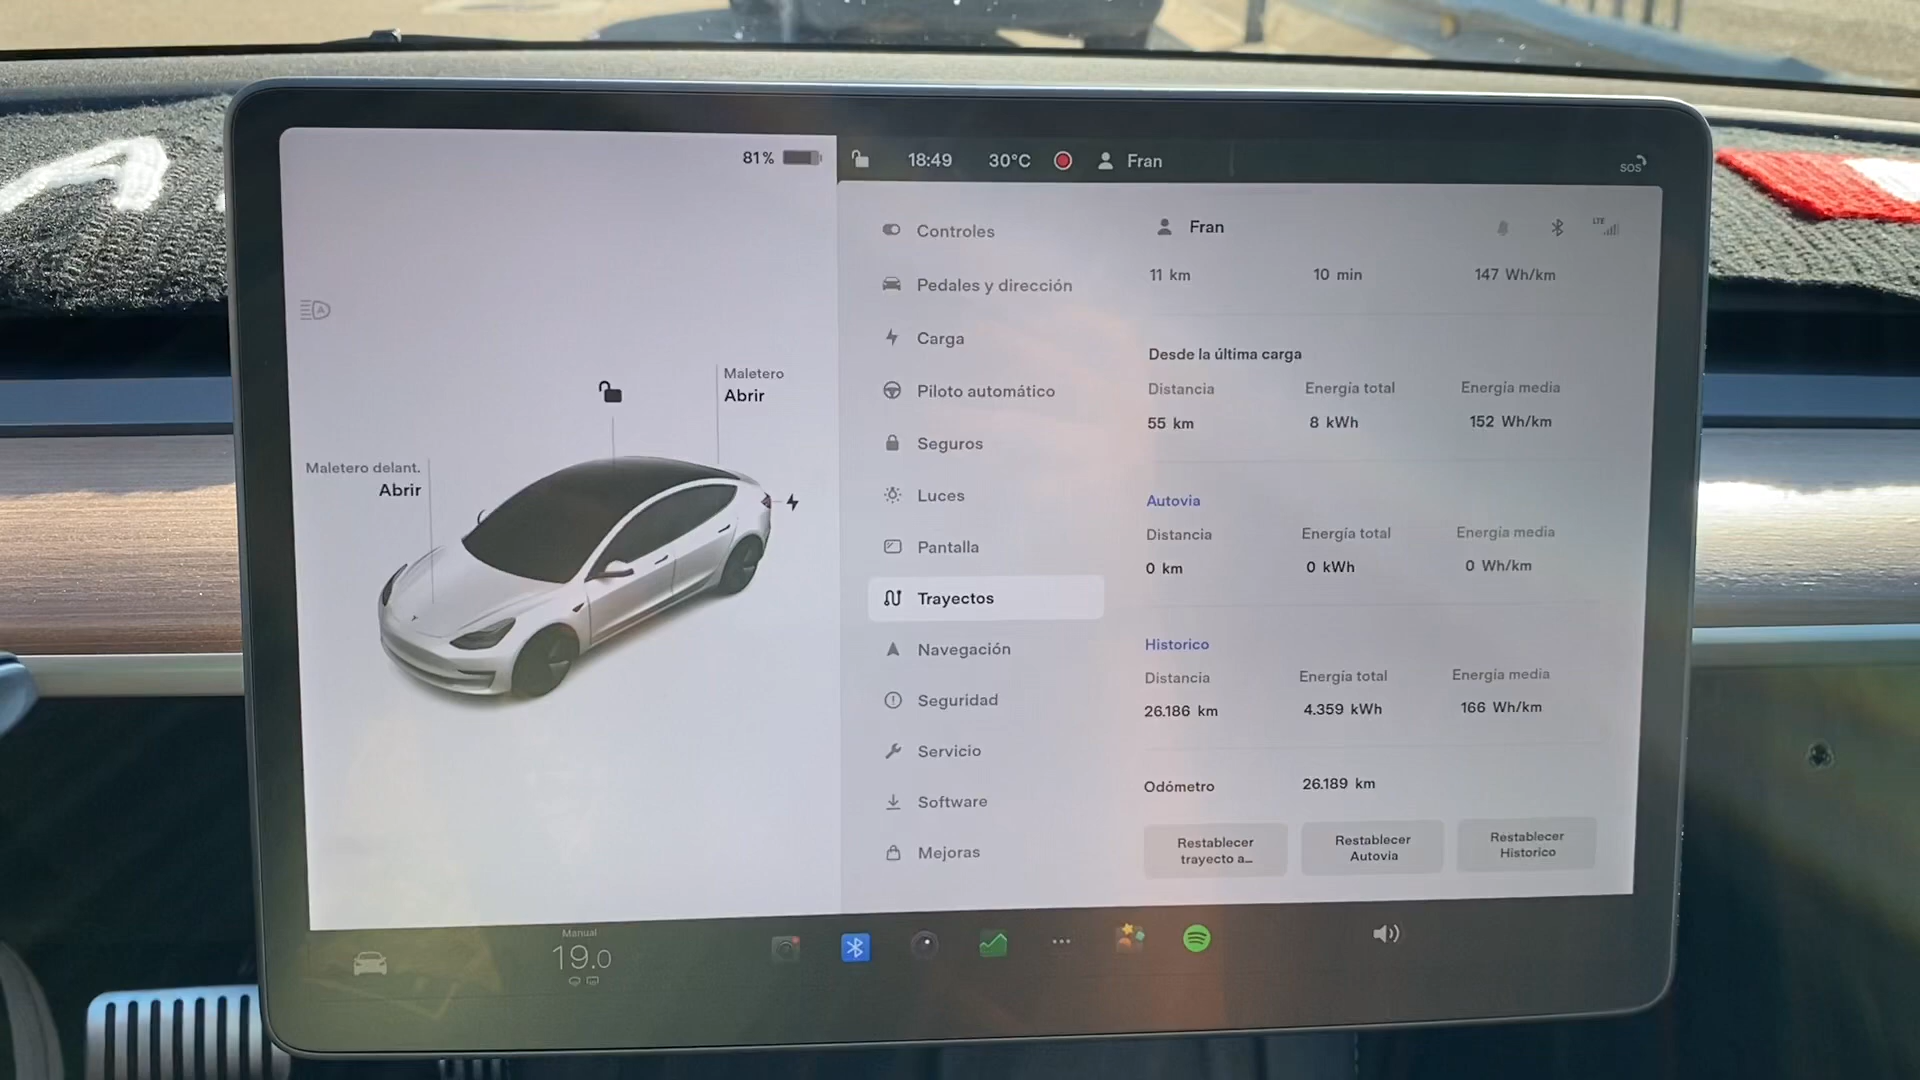 81%
18:49
30°C
Fran
SOS
Maletero
Abrir
Maletero delant.
Abrir
Controles
Pedales y dirección
Carga
Piloto automático
Seguros
Luces
Pantalla
Trayectos
Navegación
Seguridad
Servicio
Software
Mejoras
Fran
LTE
11 km 10 min 147 Wh/km
Desde la última carga
Distancia Energía total Energía media
55 km 8 kWh 152 Wh/km
Autovia
Distancia Energía total Energía media
0 km 0 kWh 0 Wh/km
Historico
Distancia Energía total Energía media
26.186 km 4.359 kWh 166 Wh/km
Odómetro 26.189 km
Restablecer
trayecto a...
Restablecer
Autovia
Restablecer
Historico
Manual
19.0